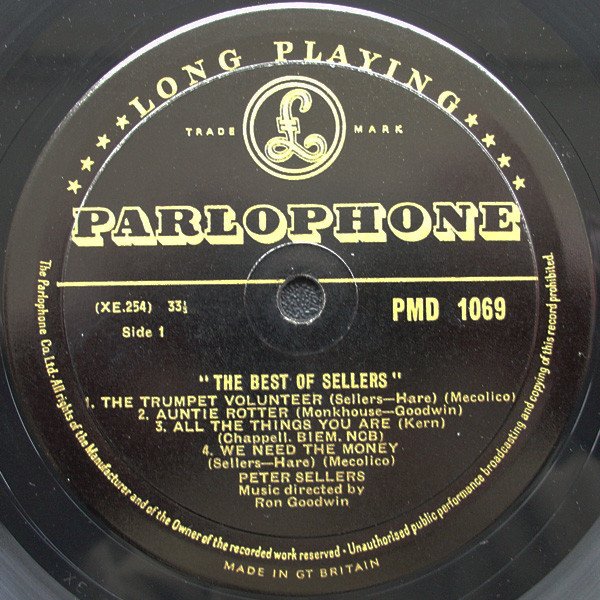 LONG PLAYING
TRADE MARK
£
PARLOPHONE
(XE.254) 33⅓
Side 1
PMD 1069
"THE BEST OF SELLERS"
1. THE TRUMPET VOLUNTEER (Sellers—Hare) (Mecolico)
2. AUNTIE ROTTER (Monkhouse—Goodwin)
3. ALL THE THINGS YOU ARE (Kern)
(Chappell. BIEM. NCB)
4. WE NEED THE MONEY
(Sellers—Hare) (Mecolico)
PETER SELLERS
Music directed by
Ron Goodwin
The Parlophone Co. Ltd. All rights of the Manufacturer and of the Owner of the recorded work reserved · Unauthorised public performance broadcasting and copying of this record prohibited.
MADE IN GT BRITAIN